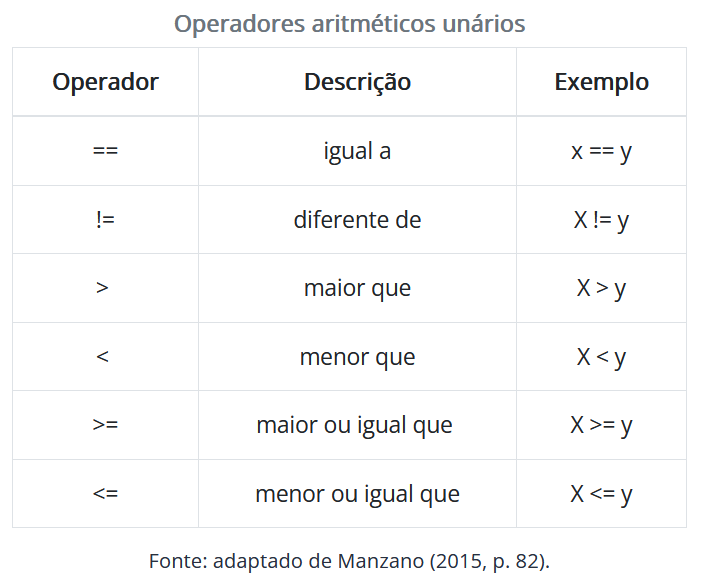 Operadores aritméticos unários
Operador Descrição Exemplo
== igual a x == y
!= diferente de X != y
> maior que X > y
< menor que X < y
>= maior ou igual que X >= y
<= menor ou igual que X <= y
Fonte: adaptado de Manzano (2015, p. 82).